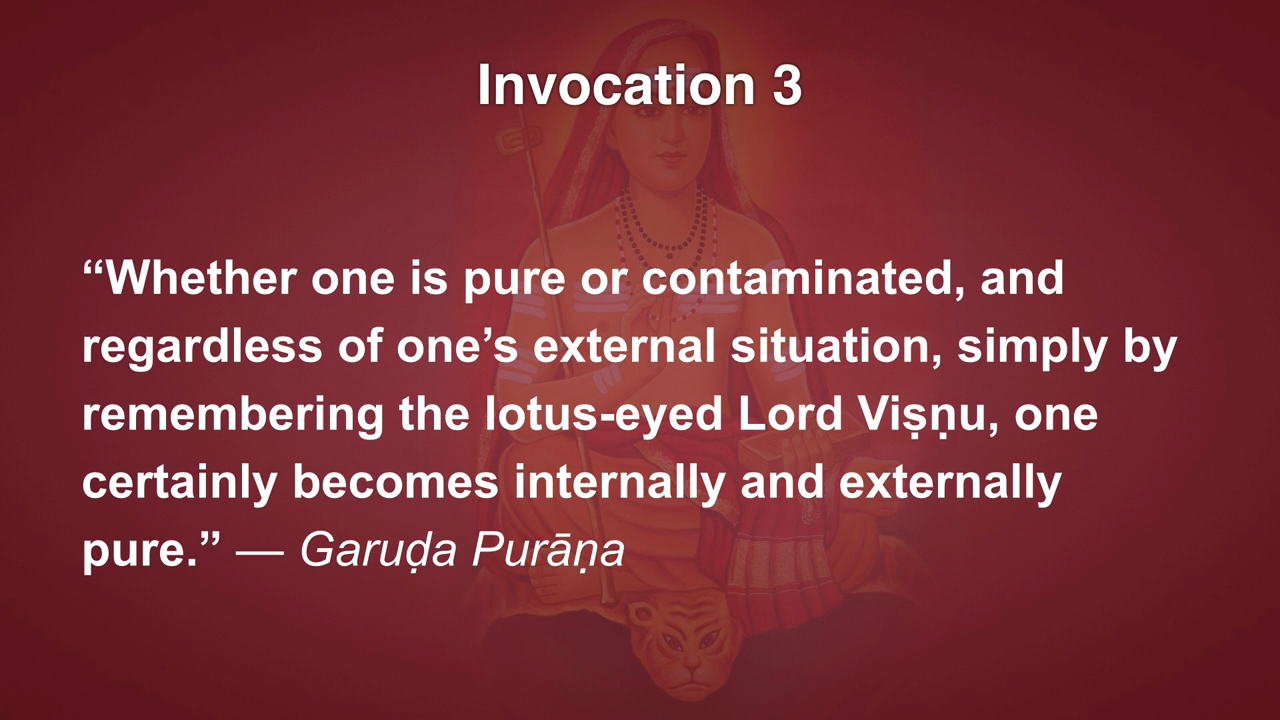 Invocation 3
“Whether one is pure or contaminated, and
regardless of one’s external situation, simply by
remembering the lotus-eyed Lord Viṣṇu, one
certainly becomes internally and externally
pure.” — Garuḍa Purāṇa